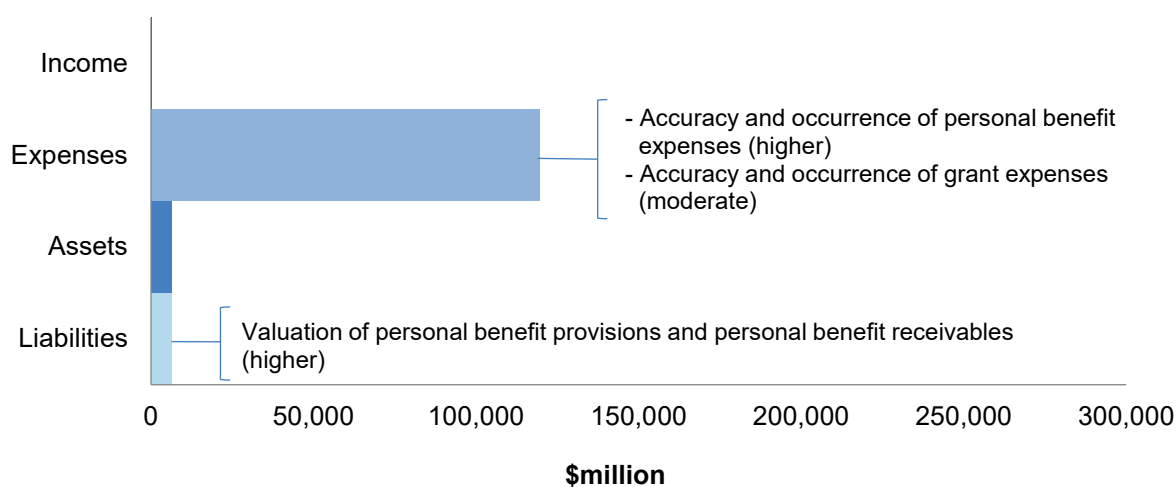 Income
Expenses
- Accuracy and occurrence of personal benefit
expenses (higher)
- Accuracy and occurrence of grant expenses
(moderate)
Assets
Liabilities
Valuation of personal benefit provisions and personal benefit receivables
(higher)
0 50,000 100,000 150,000 200,000 250,000 300,000
$million